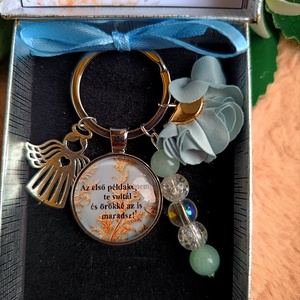 Az első példaképem
te voltál -
és örökké az is
maradsz!